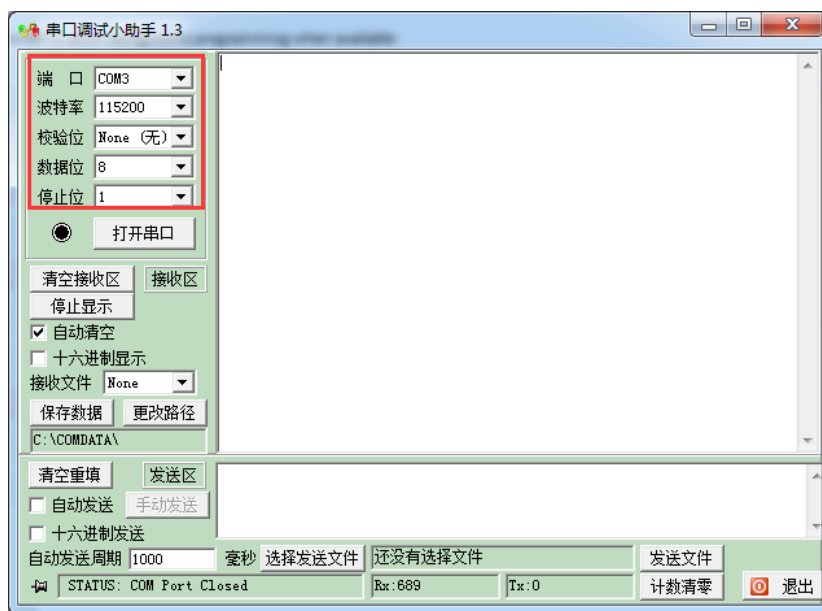 串口调试小助手 1.3
端 口 COM3
波特率 115200
校验位 None (无)
数据位 8
停止位 1
打开串口
清空接收区 接收区
停止显示
自动清空
十六进制显示
接收文件 None
保存数据 更改路径
C:\COMDATA\
清空重填 发送区
自动发送 手动发送
十六进制发送
自动发送周期 1000 毫秒 选择发送文件 还没有选择文件 发送文件
STATUS: COM Port Closed Rx:689 Tx:0 计数清零 退出